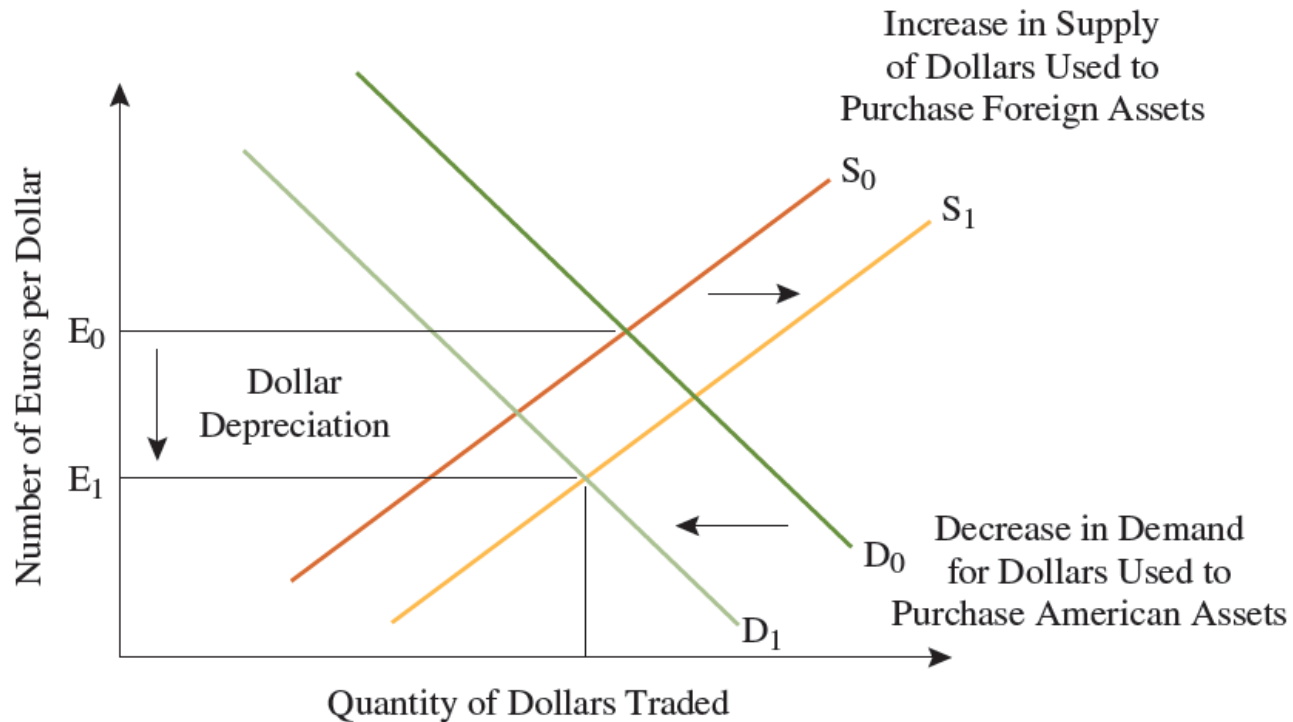 Increase in Supply
of Dollars Used to
Purchase Foreign Assets
Number of Euros per Dollar
S0
S1
E0
Dollar
Depreciation
E1
D0
Decrease in Demand
for Dollars Used to
Purchase American Assets
D1
Quantity of Dollars Traded